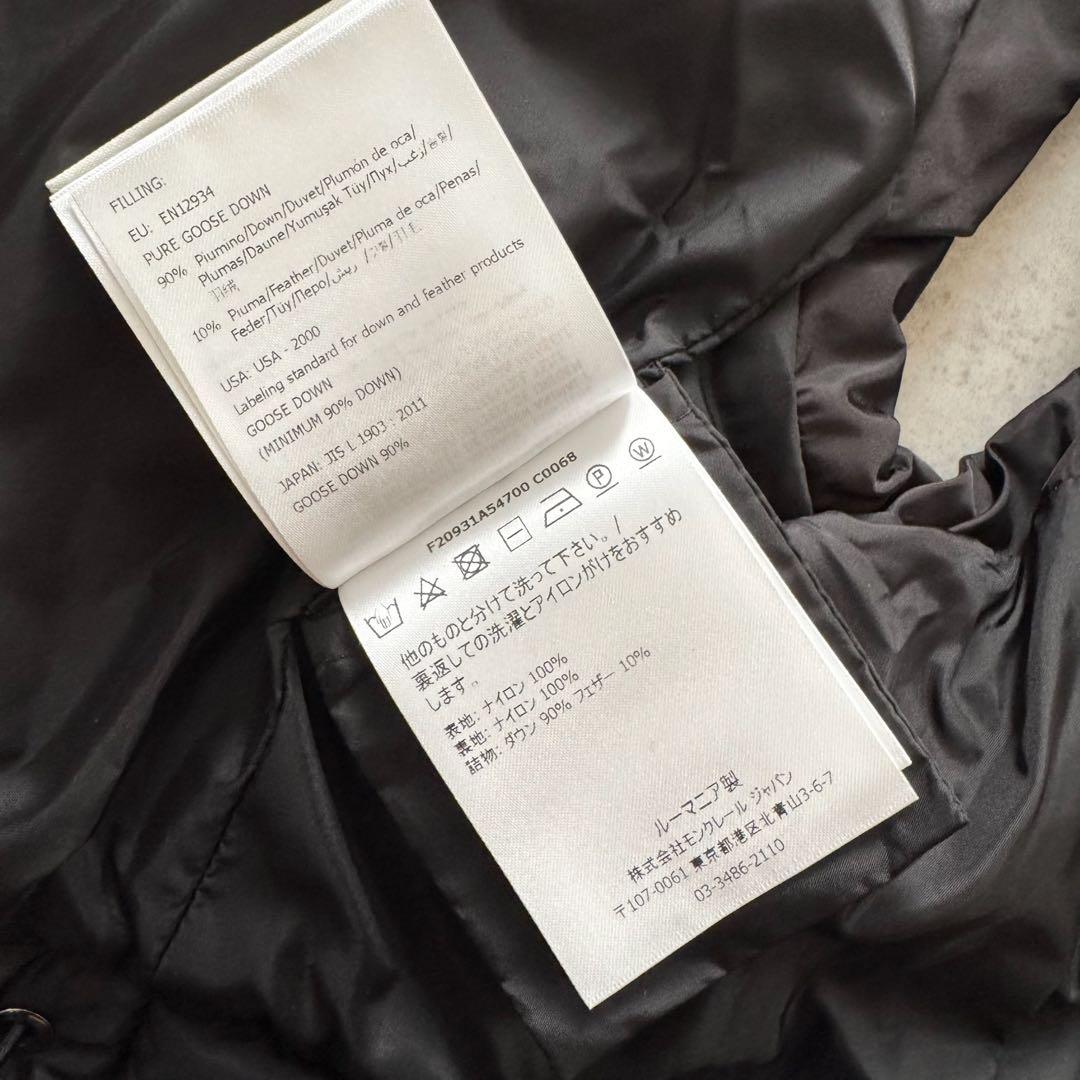 FILLING:
EU: EN12934
PURE GOOSE DOWN
90% Piumino/Down/Duvet/Plumón de oca/
Plumas/Daune/Yumuşak Tüy/Пух/
羽绒
10% Piuma/Feather/Duvet/Pluma de oca/Penas/
Feder/Tüy/Перо/ريش/
USA: USA - 2000
Labeling standard for down and feather products
GOOSE DOWN
(MINIMUM 90% DOWN)
JAPAN: JIS L 1903 : 2011
GOOSE DOWN 90%
F20931A54700 C0068
P
W
他のものと分けて洗って下さい。/
裏返しての洗濯とアイロンがけをおすすめ
します。
表地: ナイロン 100%
裏地: ナイロン 100%
詰物: ダウン 90% フェザー 10%
ルーマニア製
株式会社モンクレール ジャパン
〒107-0061 東京都港区北青山3-6-7
03-3486-2110